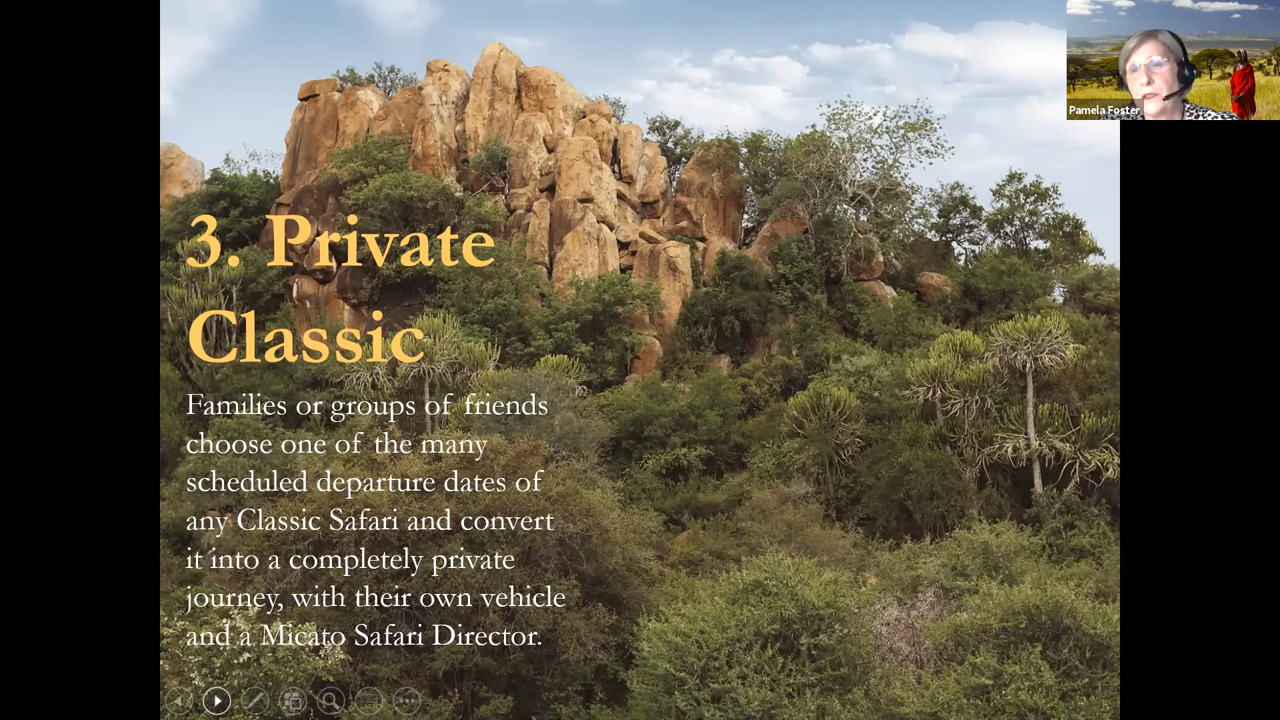 Pamela Foster
3. Private
Classic
Families or groups of friends
choose one of the many
scheduled departure dates of
any Classic Safari and convert
it into a completely private
journey, with their own vehicle
and a Micato Safari Director.